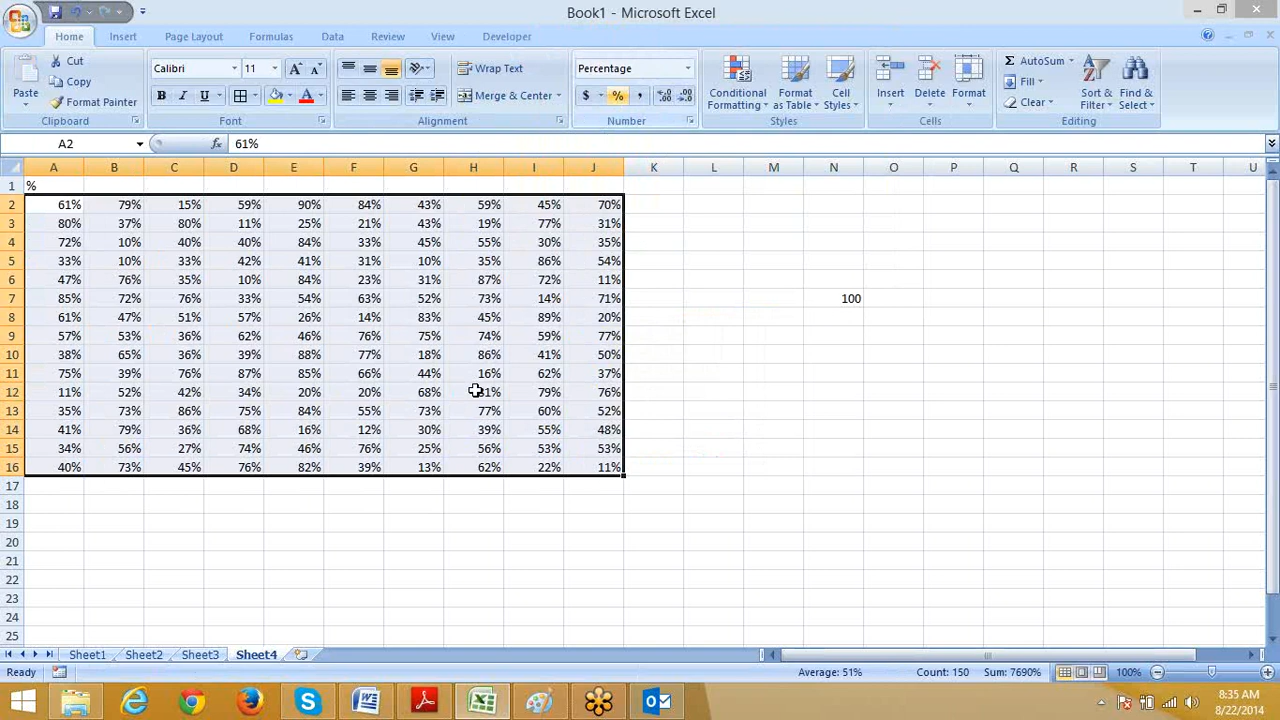 Book1 - Microsoft Excel
Home Insert Page Layout Formulas Data Review View Developer
Cut
Copy
Format Painter
Paste
Clipboard
Calibri 11
Font
Wrap Text
Merge & Center
Alignment
Percentage
$ % ,
Number
Conditional Formatting
Format as Table
Cell Styles
Styles
Insert Delete Format
Cells
Σ AutoSum
Fill
Clear
Sort & Filter
Find & Select
Editing
A2 fx 61%
A B C D E F G H I J K L M N O P Q R S T U
1 %
2 61% 79% 15% 59% 90% 84% 43% 59% 45% 70%
3 80% 37% 80% 11% 25% 21% 43% 19% 77% 31%
4 72% 10% 40% 40% 84% 33% 45% 55% 30% 35%
5 33% 10% 33% 42% 41% 31% 10% 35% 86% 54%
6 47% 76% 35% 10% 84% 23% 31% 87% 72% 11%
7 85% 72% 76% 33% 54% 63% 52% 73% 14% 71% 100
8 61% 47% 51% 57% 26% 14% 83% 45% 89% 20%
9 57% 53% 36% 62% 46% 76% 75% 74% 59% 77%
10 38% 65% 36% 39% 88% 77% 18% 86% 41% 50%
11 75% 39% 76% 87% 85% 66% 44% 16% 62% 37%
12 11% 52% 42% 34% 20% 20% 68% 79% 76%
13 35% 73% 86% 75% 84% 55% 73% 77% 60% 52%
14 41% 79% 36% 68% 16% 12% 30% 39% 55% 48%
15 34% 56% 27% 74% 46% 76% 25% 56% 53% 53%
16 40% 73% 45% 76% 82% 39% 13% 62% 22% 11%
17
18
19
20
21
22
23
24
25
Sheet1 Sheet2 Sheet3 Sheet4
Ready Average: 51% Count: 150 Sum: 7690% 100%
8:35 AM
8/22/2014